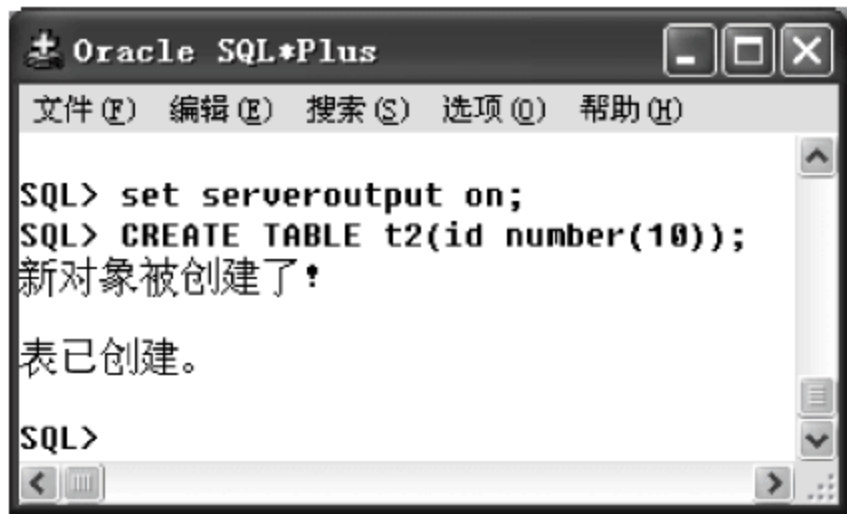 Oracle SQL*Plus
文件(F) 编辑(E) 搜索(S) 选项(O) 帮助(H)
SQL> set serveroutput on;
SQL> CREATE TABLE t2(id number(10));
新对象被创建了!
表已创建。
SQL>